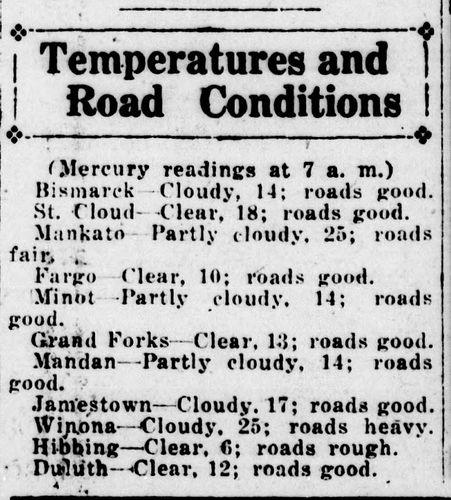 Temperatures and
Road Conditions
(Mercury readings at 7 a. m.)
Bismarck—Cloudy, 14; roads good.
St. Cloud—Clear, 18; roads good.
Mankato—Partly cloudy, 25; roads
fair.
Fargo—Clear, 10; roads good.
Minot—Partly cloudy, 14; roads
good.
Grand Forks—Clear, 13; roads good.
Mandan—Partly cloudy, 14; roads
good.
Jamestown—Cloudy, 17; roads good.
Winona—Cloudy, 25; roads heavy.
Hibbing—Clear, 6; roads rough.
Duluth—Clear, 12; roads good.